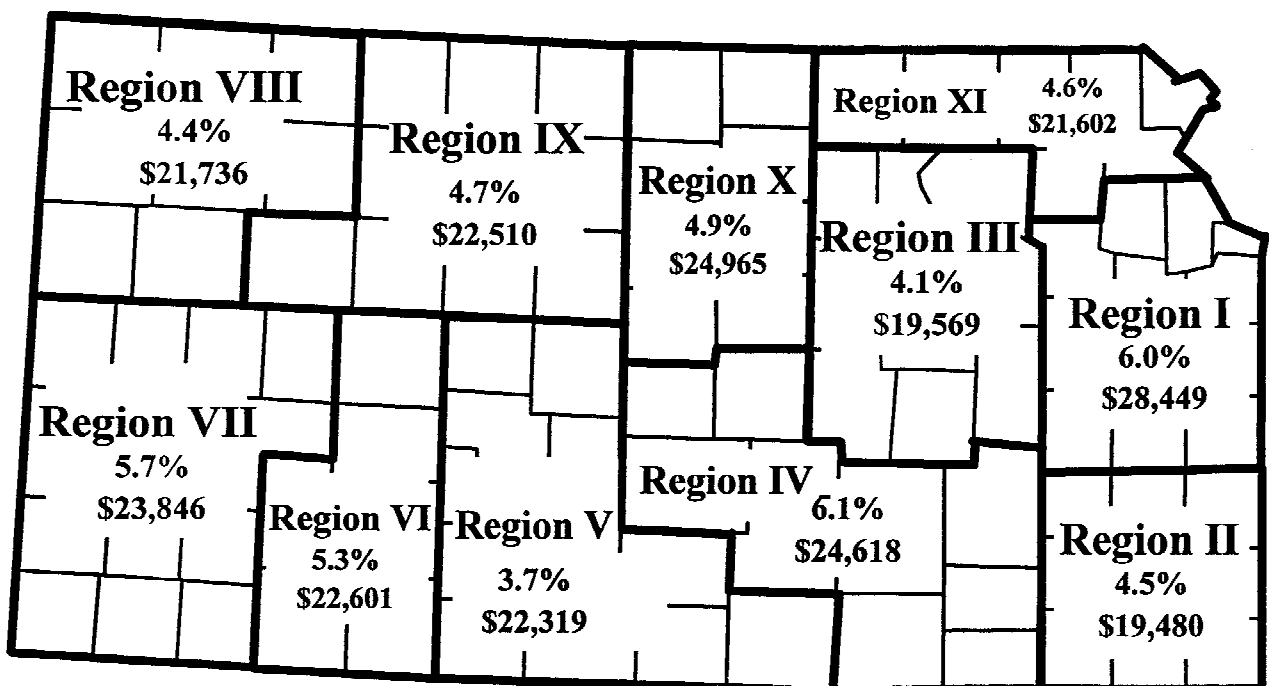 Region VIII
4.4%
$21,736
Region IX
4.7%
$22,510
Region X
4.9%
$24,965
Region XI
4.6%
$21,602
Region III
4.1%
$19,569
Region I
6.0%
$28,449
Region VII
5.7%
$23,846
Region VI
5.3%
$22,601
Region V
3.7%
$22,319
Region IV
6.1%
$24,618
Region II
4.5%
$19,480